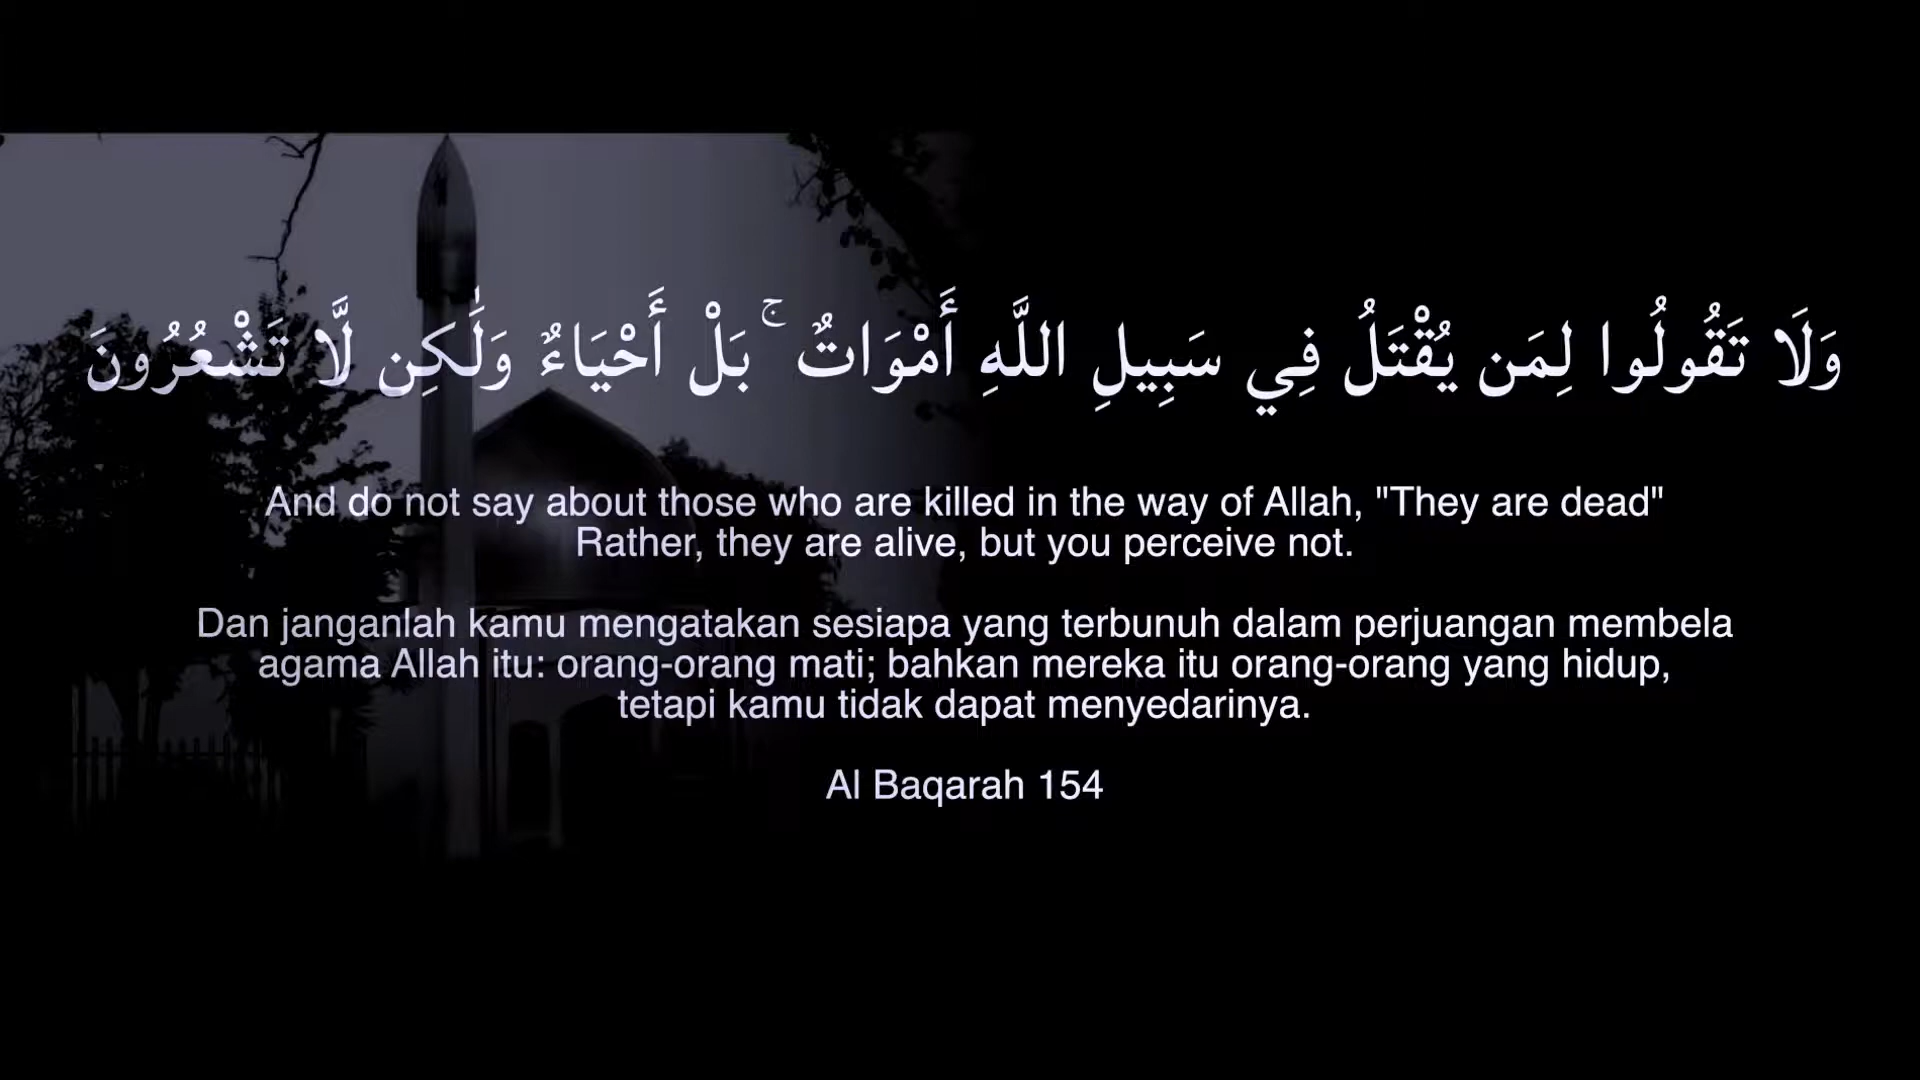 وَلَا تَقُولُوا لِمَن يُقْتَلُ فِي سَبِيلِ اللَّهِ أَمْوَاتٌ ۚ بَلْ أَحْيَاءٌ وَلَٰكِن لَّا تَشْعُرُونَ
And do not say about those who are killed in the way of Allah, "They are dead"
Rather, they are alive, but you perceive not.
Dan janganlah kamu mengatakan sesiapa yang terbunuh dalam perjuangan membela
agama Allah itu: orang-orang mati; bahkan mereka itu orang-orang yang hidup,
tetapi kamu tidak dapat menyedarinya.
Al Baqarah 154